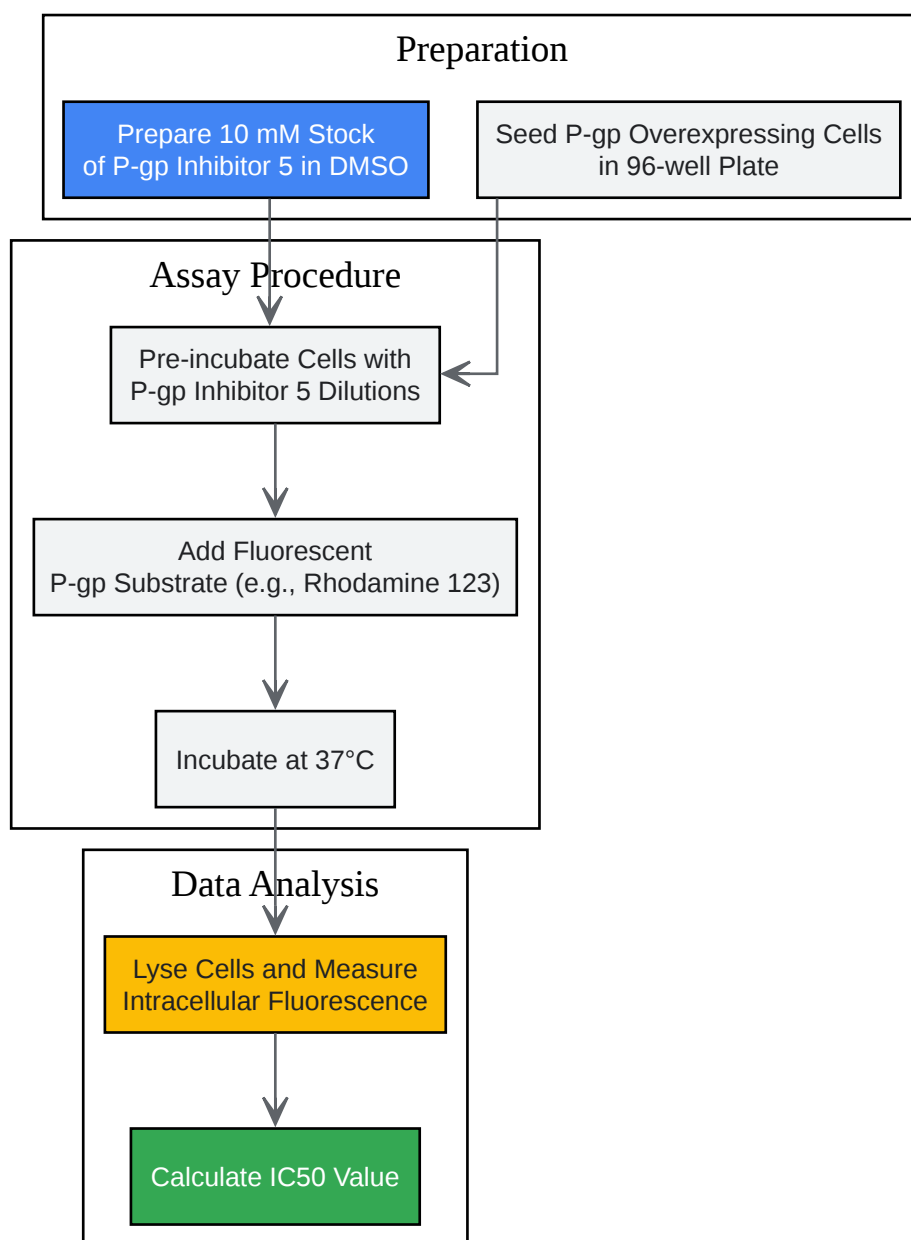 Preparation
Prepare 10 mM Stock
of P-gp Inhibitor 5 in DMSO
Seed P-gp Overexpressing Cells
in 96-well Plate
Assay Procedure
Pre-incubate Cells with
P-gp Inhibitor 5 Dilutions
Add Fluorescent
P-gp Substrate (e.g., Rhodamine 123)
Incubate at 37°C
Data Analysis
Lyse Cells and Measure
Intracellular Fluorescence
Calculate IC50 Value